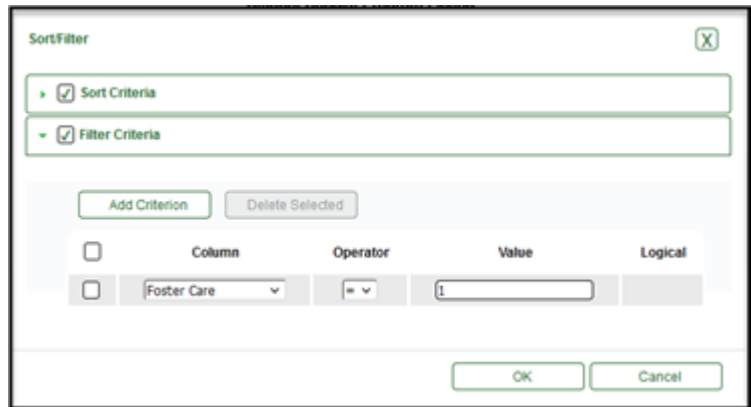 Sort/Filter
X
Sort Criteria
Filter Criteria
Add Criterion Delete Selected
Column Operator Value Logical
Foster Care = 1
OK Cancel